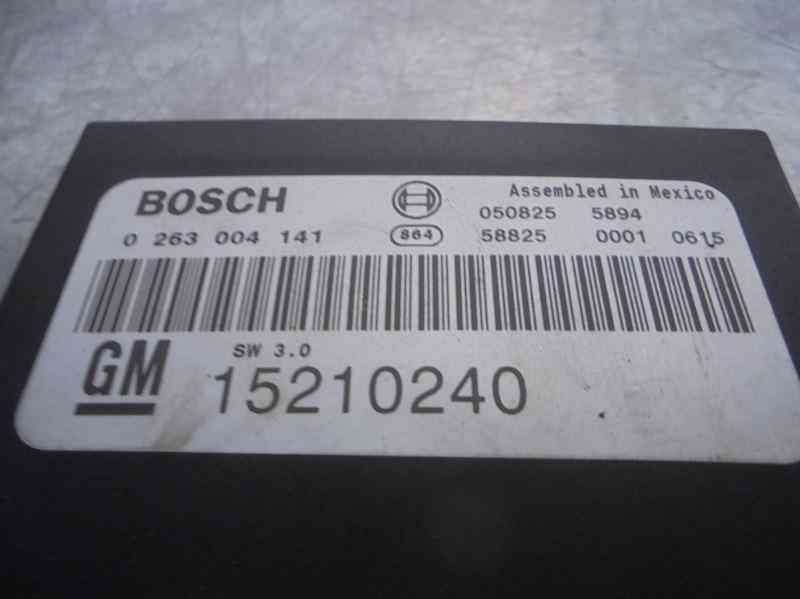 BOSCH Assembled in Mexico
050825 5894
0 263 004 141 864 58825 0001 0615
SW 3.0
GM 15210240